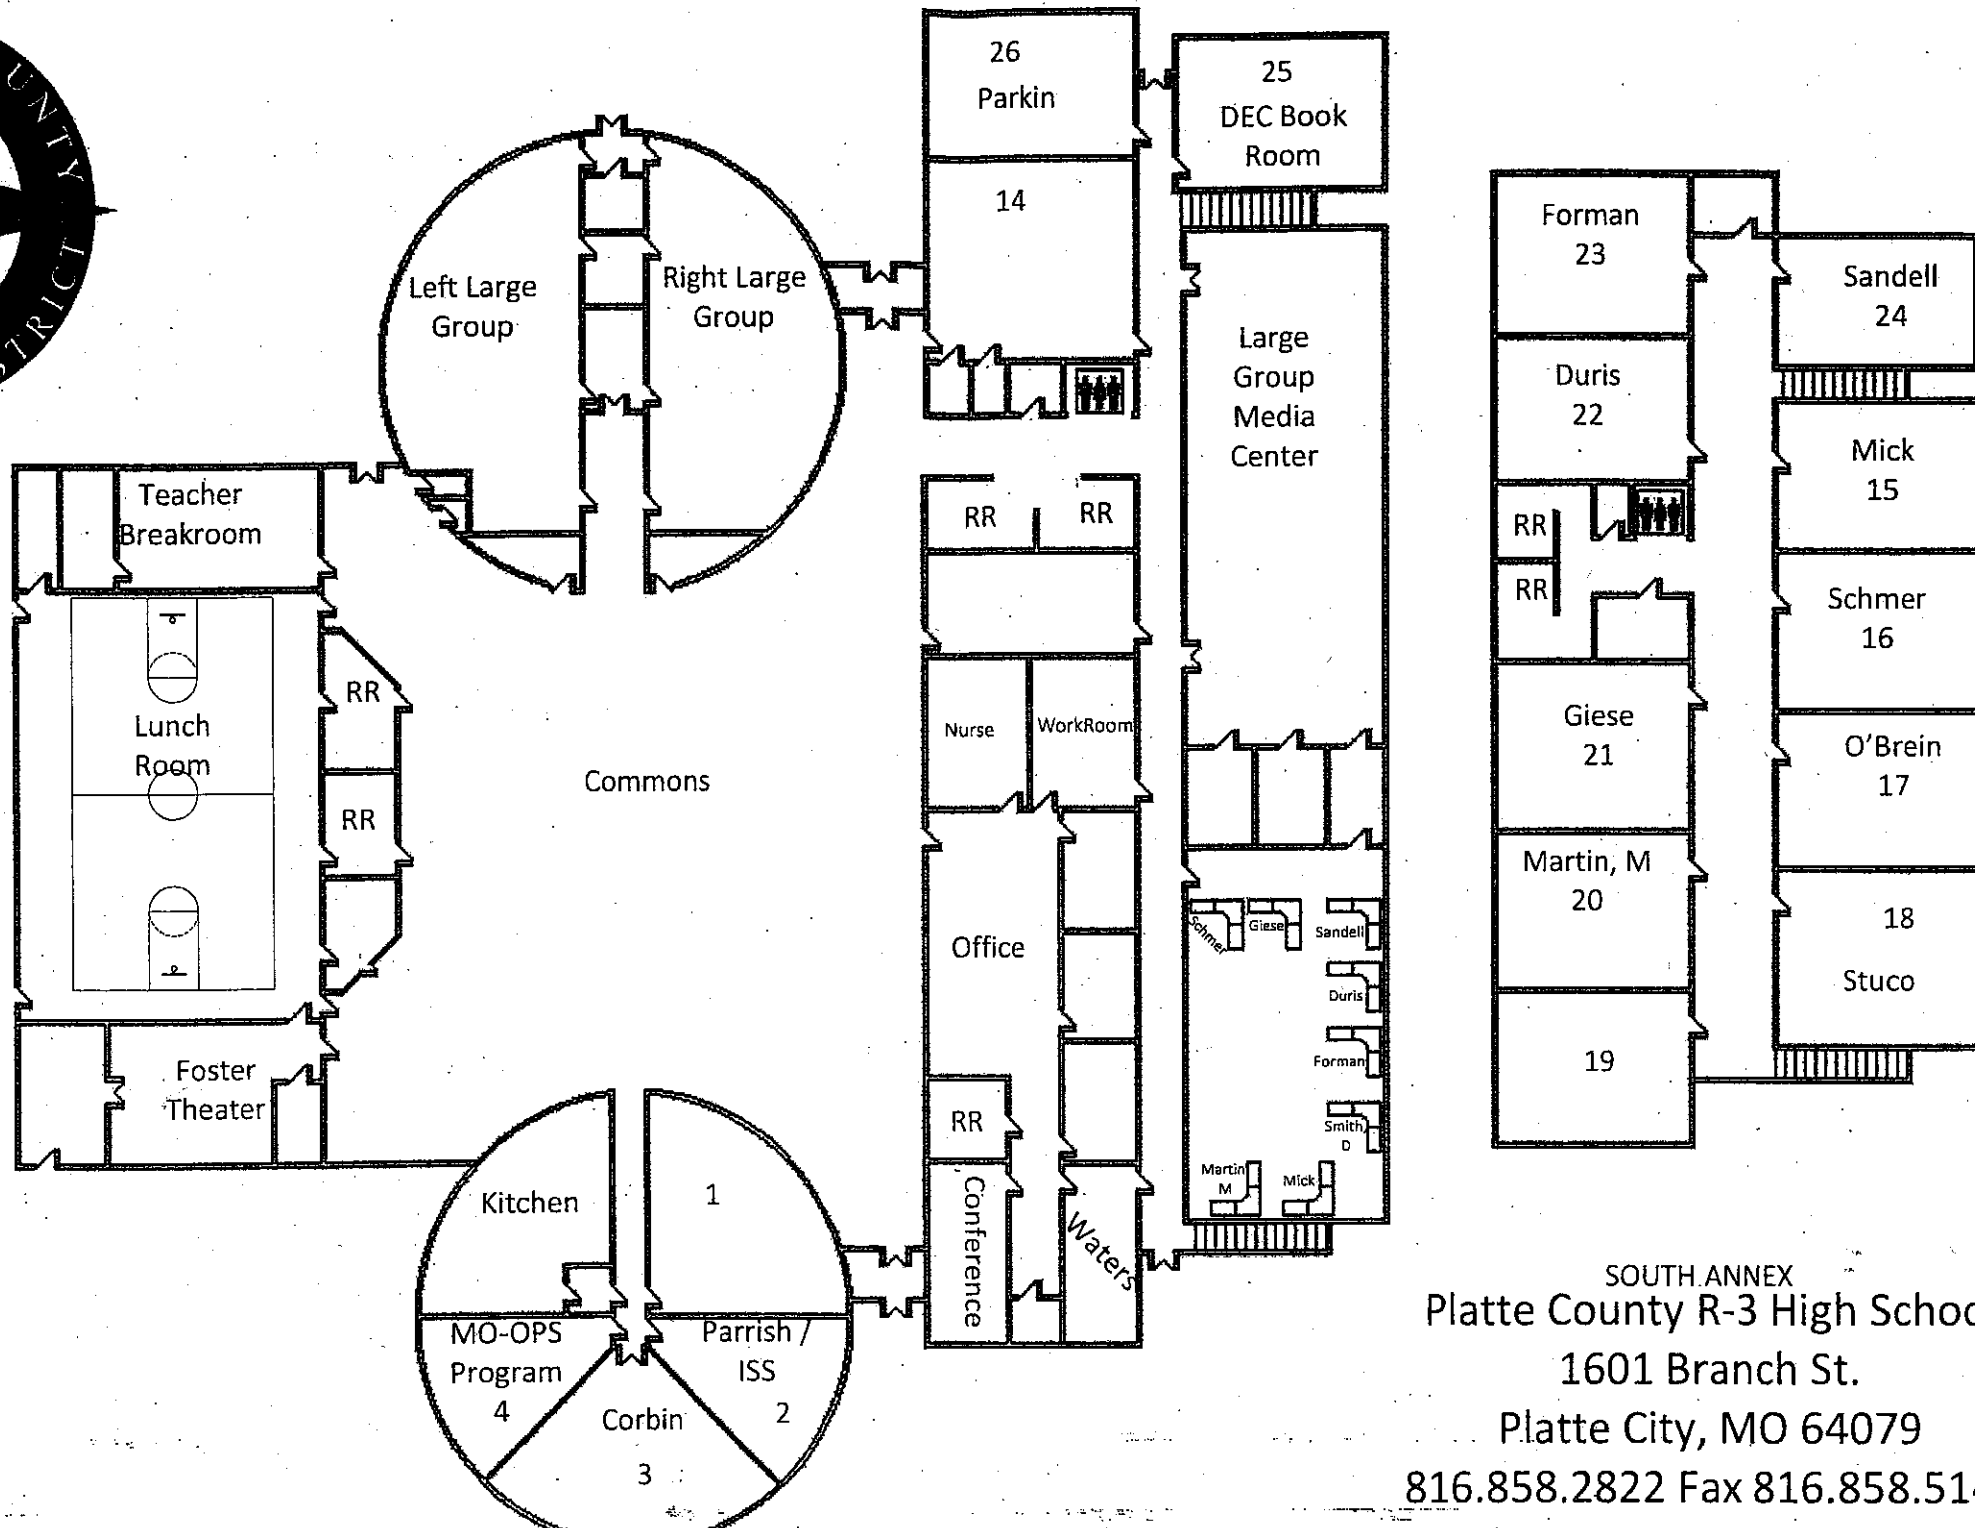 UNTY
DISTRICT
26
Parkin
25
DEC Book
Room
14
Left Large
Group
Right Large
Group
Large
Group
Media
Center
Teacher
Breakroom
RR
RR
Lunch
Room
RR
RR
Commons
Nurse
WorkRoom
Office
RR
Conference
Waters
Foster
Theater
Kitchen
1
MO-OPS
Program
4
Parrish /
ISS
2
Corbin
3
Schmer
Giese
Sandell
Duris
Forman
Smith,
D
Martin
M
Mick
Forman
23
Sandell
24
Duris
22
Mick
15
RR
RR
Schmer
16
Giese
21
O'Brein
17
Martin, M
20
18
Stuco
19
SOUTH ANNEX
Platte County R-3 High Schoo
1601 Branch St.
Platte City, MO 64079
816.858.2822 Fax 816.858.514